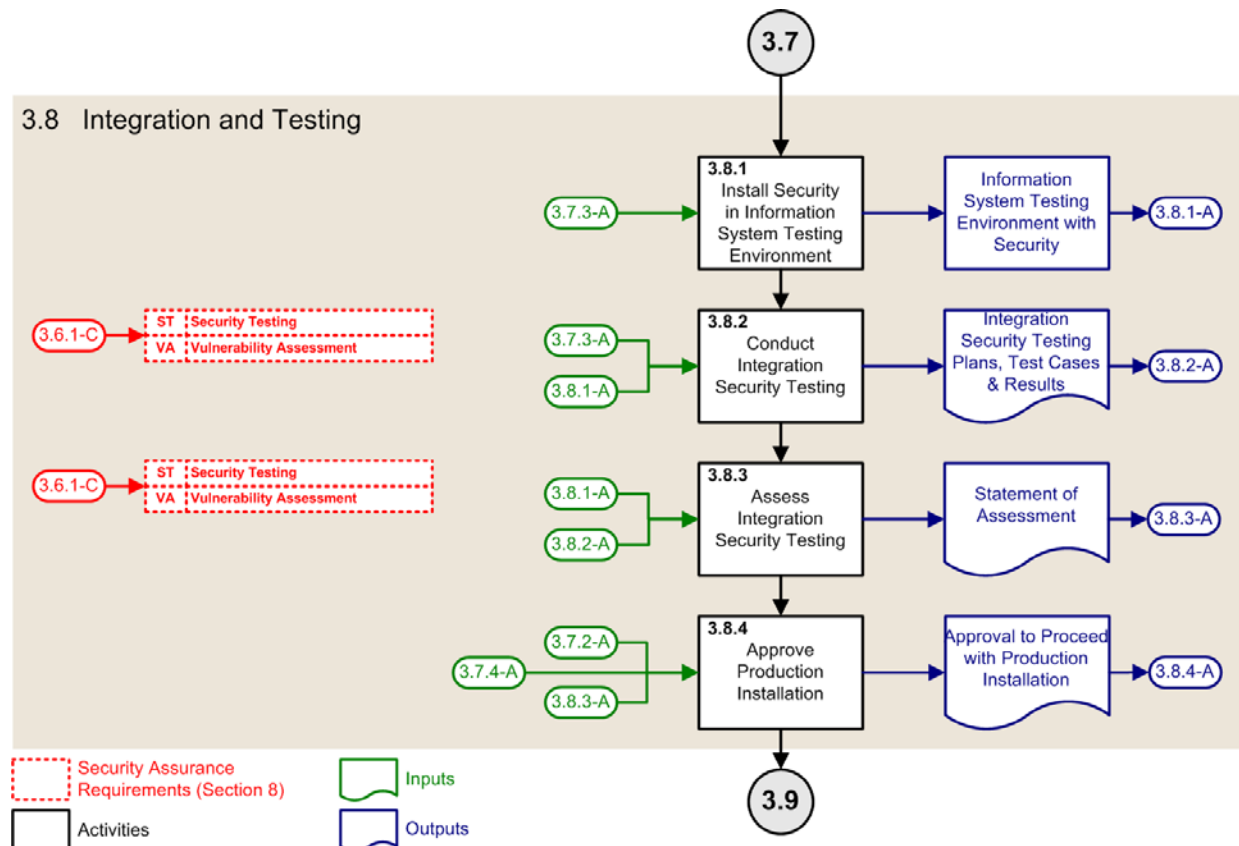 3.7
3.8 Integration and Testing
3.7.3-A
3.8.1
Install Security
in Information
System Testing
Environment
Information
System Testing
Environment with
Security
3.8.1-A
3.6.1-C
ST Security Testing
VA Vulnerability Assessment
3.7.3-A
3.8.1-A
3.8.2
Conduct
Integration
Security Testing
Integration
Security Testing
Plans, Test Cases
& Results
3.8.2-A
3.6.1-C
ST Security Testing
VA Vulnerability Assessment
3.8.1-A
3.8.2-A
3.8.3
Assess
Integration
Security Testing
Statement of
Assessment
3.8.3-A
3.7.2-A
3.7.4-A
3.8.3-A
3.8.4
Approve
Production
Installation
Approval to Proceed
with Production
Installation
3.8.4-A
3.9
Security Assurance
Requirements (Section 8)
Inputs
Activities
Outputs